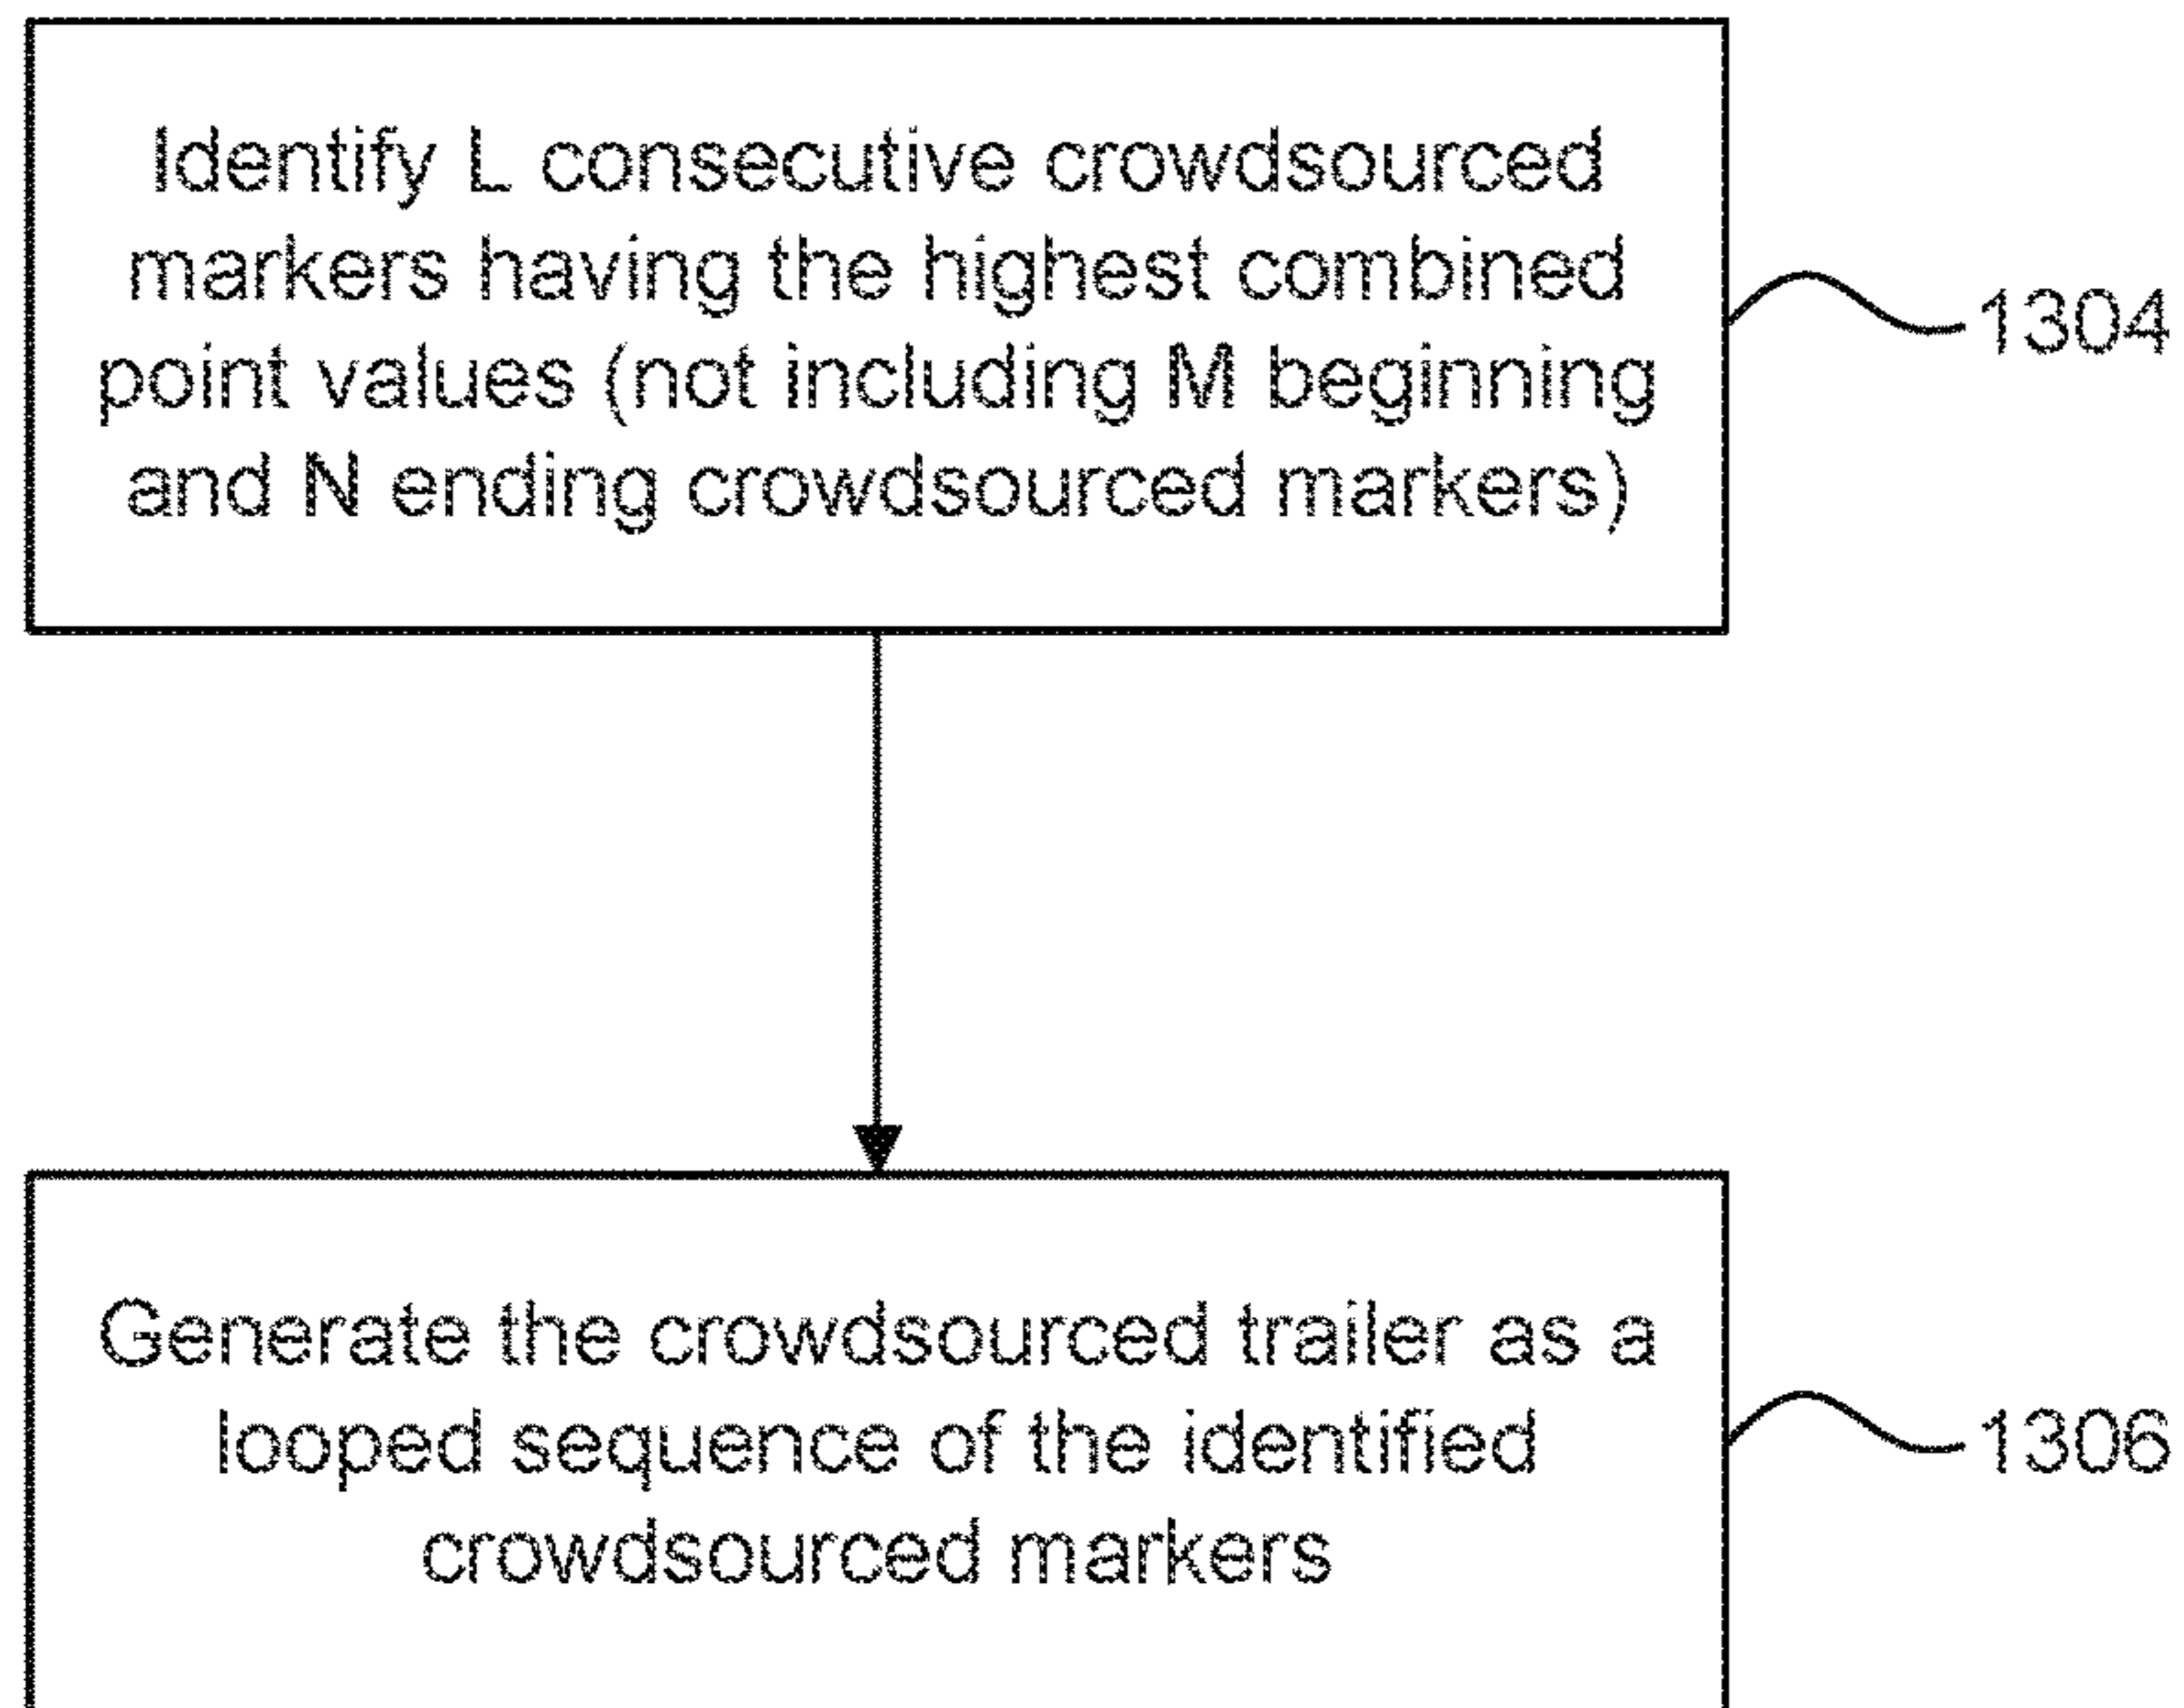 Identify L consecutive crowdsourced
markers having the highest combined
point values (not including M beginning
and N ending crowdsourced markers)
1304
Generate the crowdsourced trailer as a
looped sequence of the identified
crowdsourced markers
1306